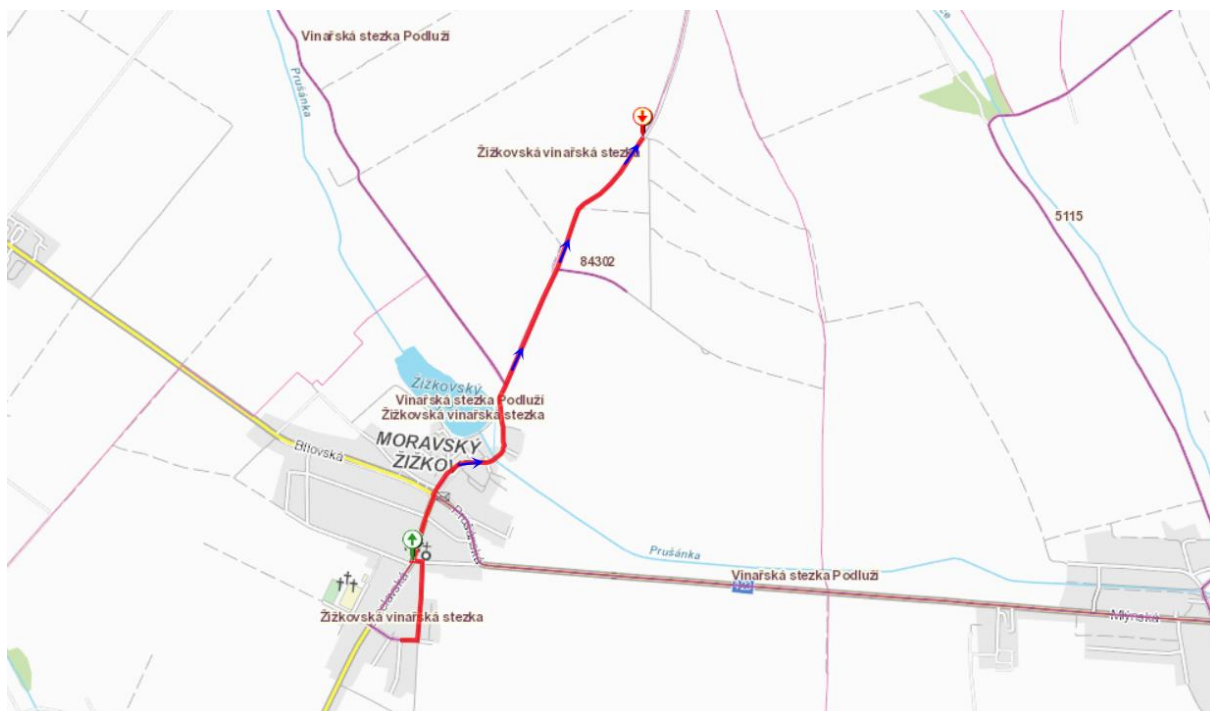 Vinařská stezka Podluží
Prušánka
Žižkovská vinařská stezka
5115
84302
Žižkovský
Vinařská stezka Podluží
Žižkovská vinařská stezka
MORAVSKÝ
ŽIŽKOV
Bílovská
Prušánka
Vinařská stezka Podluží
Žižkovská vinařská stezka
Mlýnská